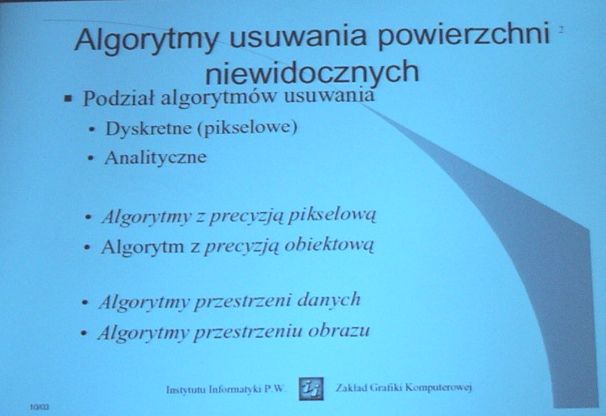 Algorytmy usuwania powierzchni 2
niewidocznych
▪ Podział algorytmów usuwania
• Dyskretne (pikselowe)
• Analityczne
• Algorytmy z precyzją pikselową
• Algorytm z precyzją obiektową
• Algorytmy przestrzeni danych
• Algorytmy przestrzeniu obrazu
Instytutu Informatyki P.W. Zakład Grafiki Komputerowej
10/03